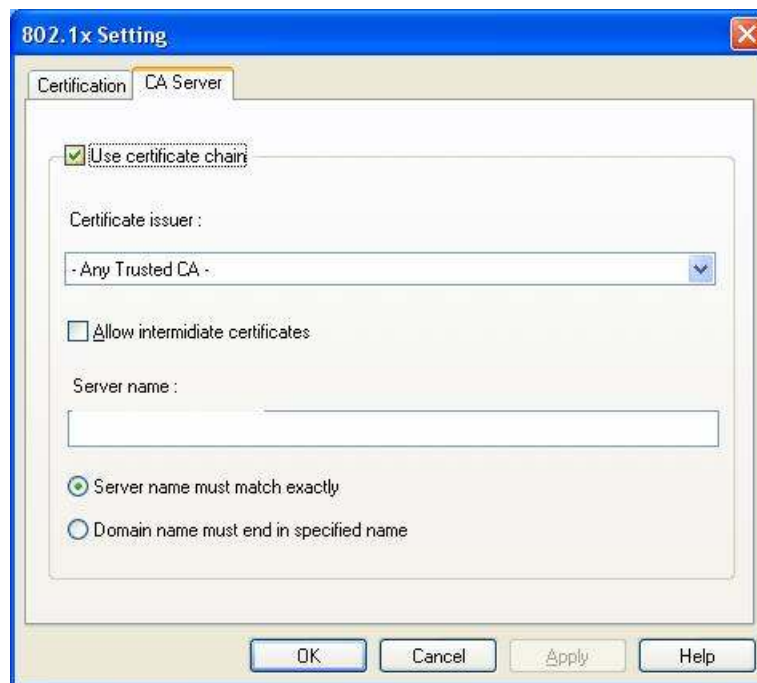 802.1x Setting
Certification CA Server
Use certificate chain
Certificate issuer :
- Any Trusted CA -
Allow intermidiate certificates
Server name :
Server name must match exactly
Domain name must end in specified name
OK Cancel Apply Help